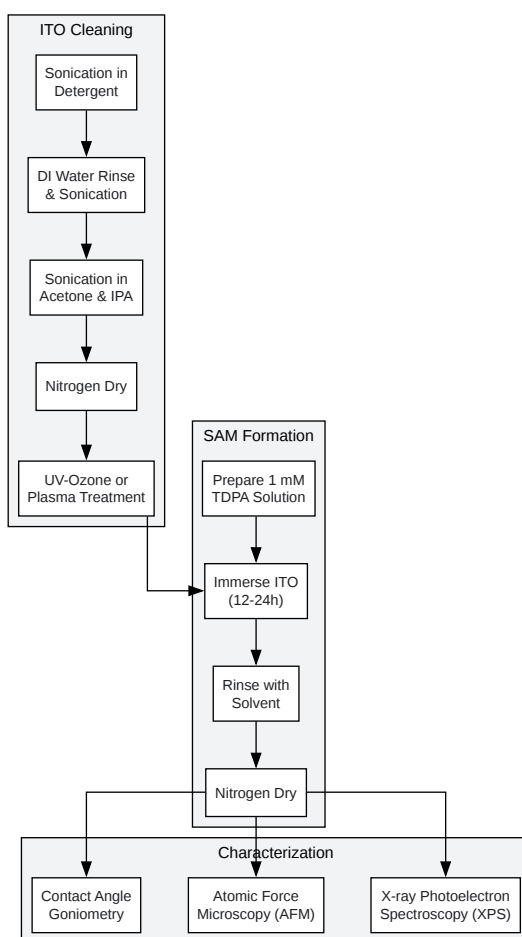 ITO Cleaning
Sonication in
Detergent
DI Water Rinse
& Sonication
Sonication in
Acetone & IPA
Nitrogen Dry
UV-Ozone or
Plasma Treatment
SAM Formation
Prepare 1 mM
TDPA Solution
Immerse ITO
(12-24h)
Rinse with
Solvent
Nitrogen Dry
Characterization
Contact Angle
Goniometry
Atomic Force
Microscopy (AFM)
X-ray Photoelectron
Spectroscopy (XPS)